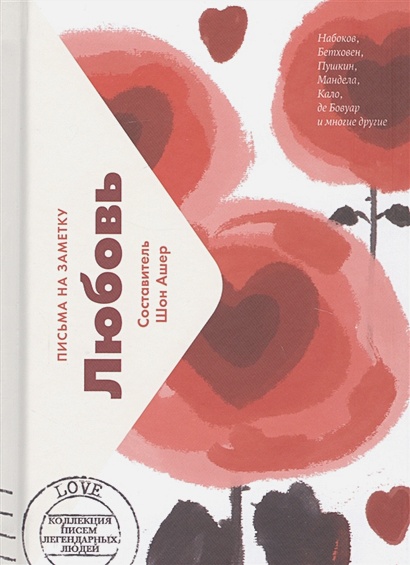 Набоков,
Бетховен,
Пушкин,
Мандела,
Кало,
де Бовуар
и многие другие
ПИСЬМА НА ЗАМЕТКУ
Любовь
Составитель
Шон Ашер
LOVE
КОЛЛЕКЦИЯ
ПИСЕМ
ЛЕГЕНДАРНЫХ
ЛЮДЕЙ